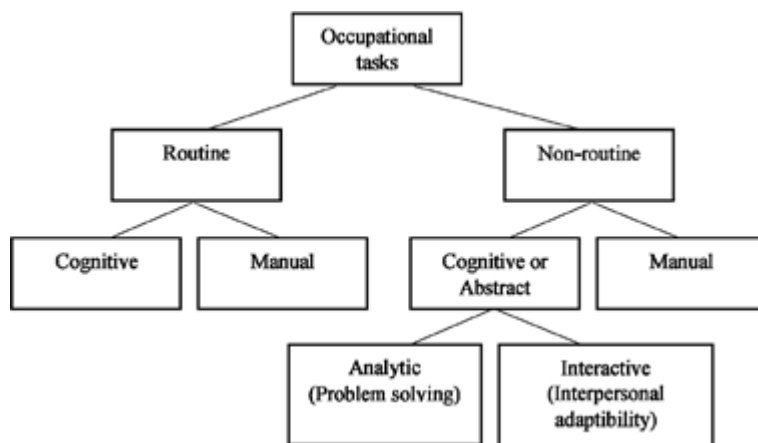 Occupational
tasks
Routine
Non-routine
Cognitive
Manual
Cognitive or
Abstract
Manual
Analytic
(Problem solving)
Interactive
(Interpersonal
adaptibility)